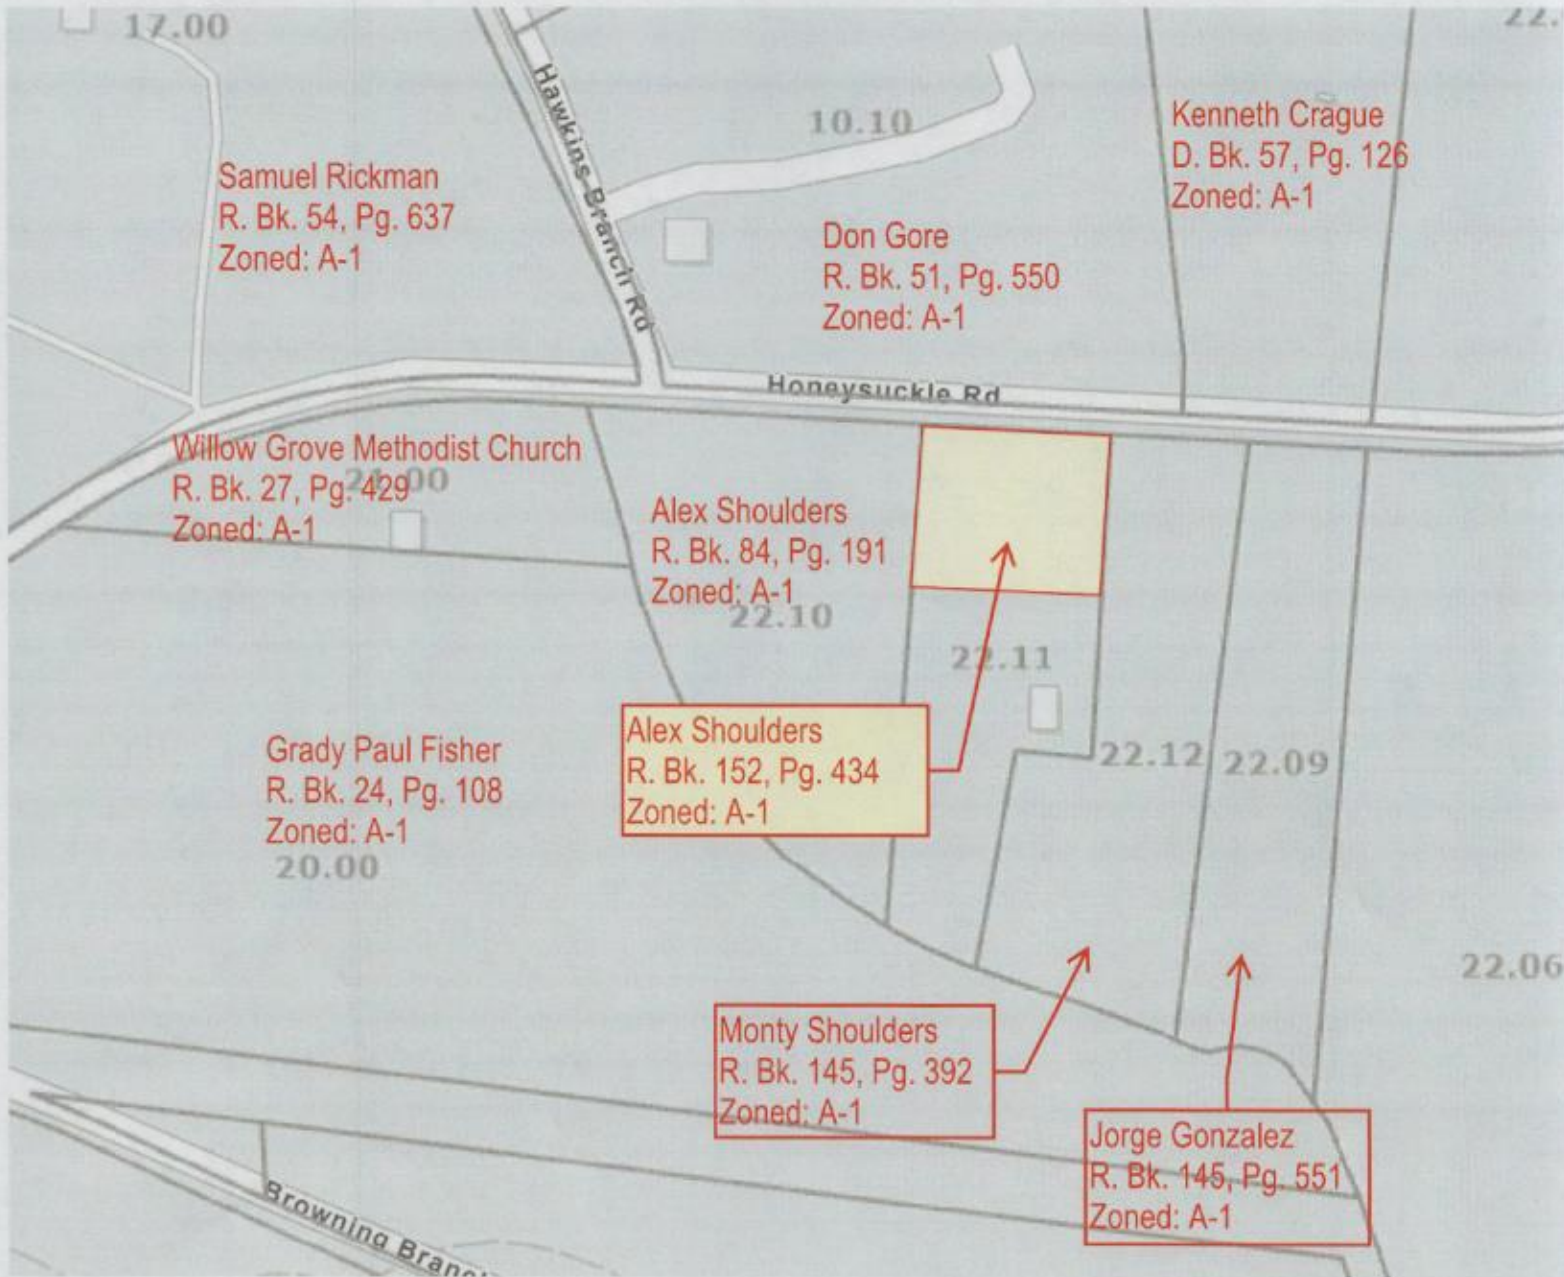 17.00
22.
Hawkins Branch Rd
10.10
Kenneth Crague
D. Bk. 57, Pg. 126
Zoned: A-1
Samuel Rickman
R. Bk. 54, Pg. 637
Zoned: A-1
Don Gore
R. Bk. 51, Pg. 550
Zoned: A-1
Honeysuckle Rd
Willow Grove Methodist Church
R. Bk. 27, Pg. 429
Zoned: A-1
21.00
Alex Shoulders
R. Bk. 84, Pg. 191
Zoned: A-1
22.10
22.11
Alex Shoulders
R. Bk. 152, Pg. 434
Zoned: A-1
22.12
22.09
Grady Paul Fisher
R. Bk. 24, Pg. 108
Zoned: A-1
20.00
22.06
Monty Shoulders
R. Bk. 145, Pg. 392
Zoned: A-1
Jorge Gonzalez
R. Bk. 145, Pg. 551
Zoned: A-1
Browning Branc